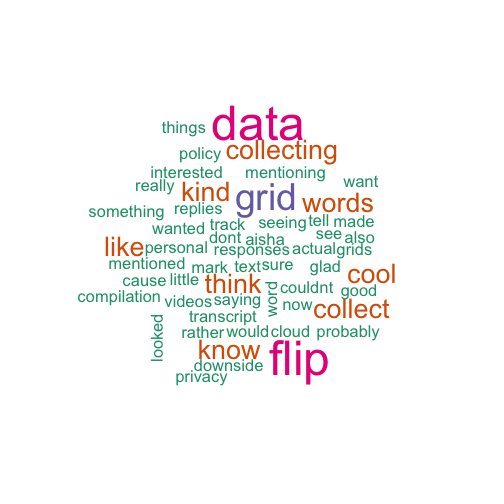 things data
policy collecting
interested mentioning
really kind grid want
something replies words
wanted track seeing tell made
dont aisha see also
like personal responses actual grids
mentioned mark text sure glad
cause little think couldnt cool
compilation videos saying word now good
transcript collect
rather would cloud probably
looked know flip
downside
privacy